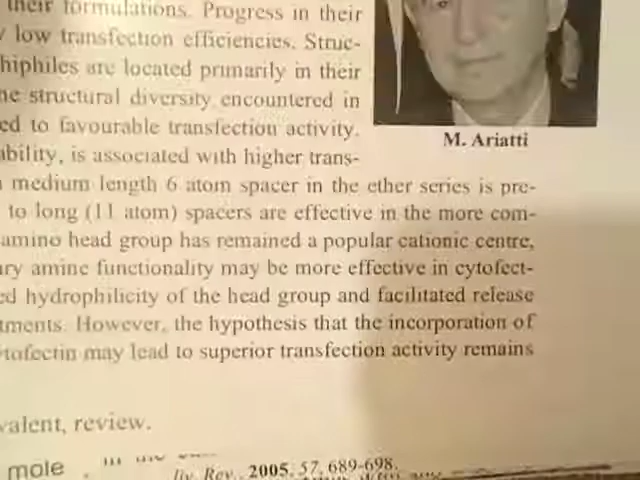 their formulations. Progress in their
low transfection efficiencies. Struc-
hiphiles are located primarily in their
ne structural diversity encountered in
ed to favourable transfection activity.
ability, is associated with higher trans-
M. Ariatti
medium length 6 atom spacer in the ether series is pre-
to long (11 atom) spacers are effective in the more com-
amino head group has remained a popular cationic centre,
ary amine functionality may be more effective in cytofect-
ed hydrophilicity of the head group and facilitated release
tments. However, the hypothesis that the incorporation of
ytofectin may lead to superior transfection activity remains
valent, review.
mole
liv. Rev., 2005, 57, 689-698.